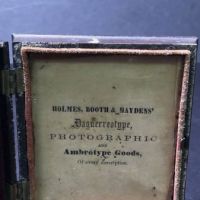 HOLMES, BOOTH & HAYDENS'
Daguerreotype,
PHOTOGRAPHIC
AND
Ambrotype Goods,
Of every description.